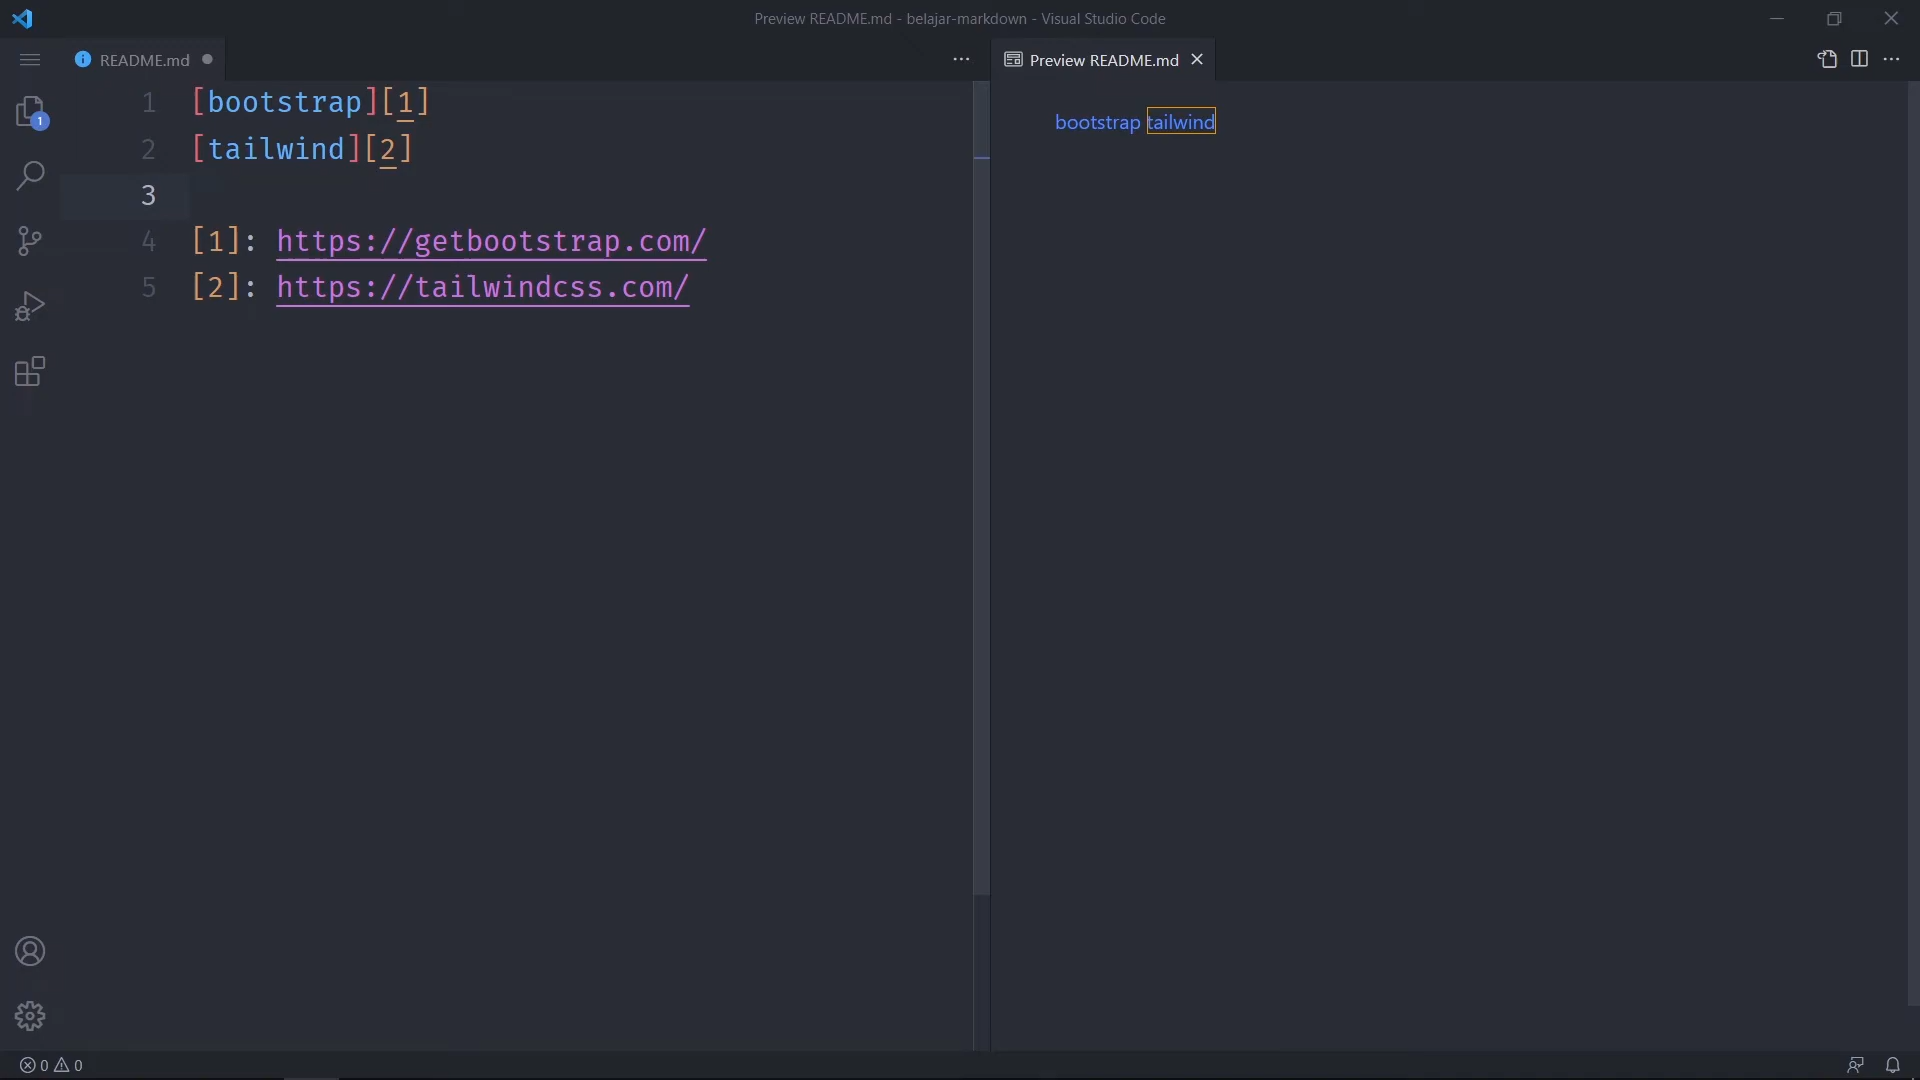 Preview README.md - belajar-markdown - Visual Studio Code
README.md
Preview README.md
1 [bootstrap][1]
2 [tailwind][2]
3
4 [1]: https://getbootstrap.com/
5 [2]: https://tailwindcss.com/
bootstrap tailwind
1
0 0